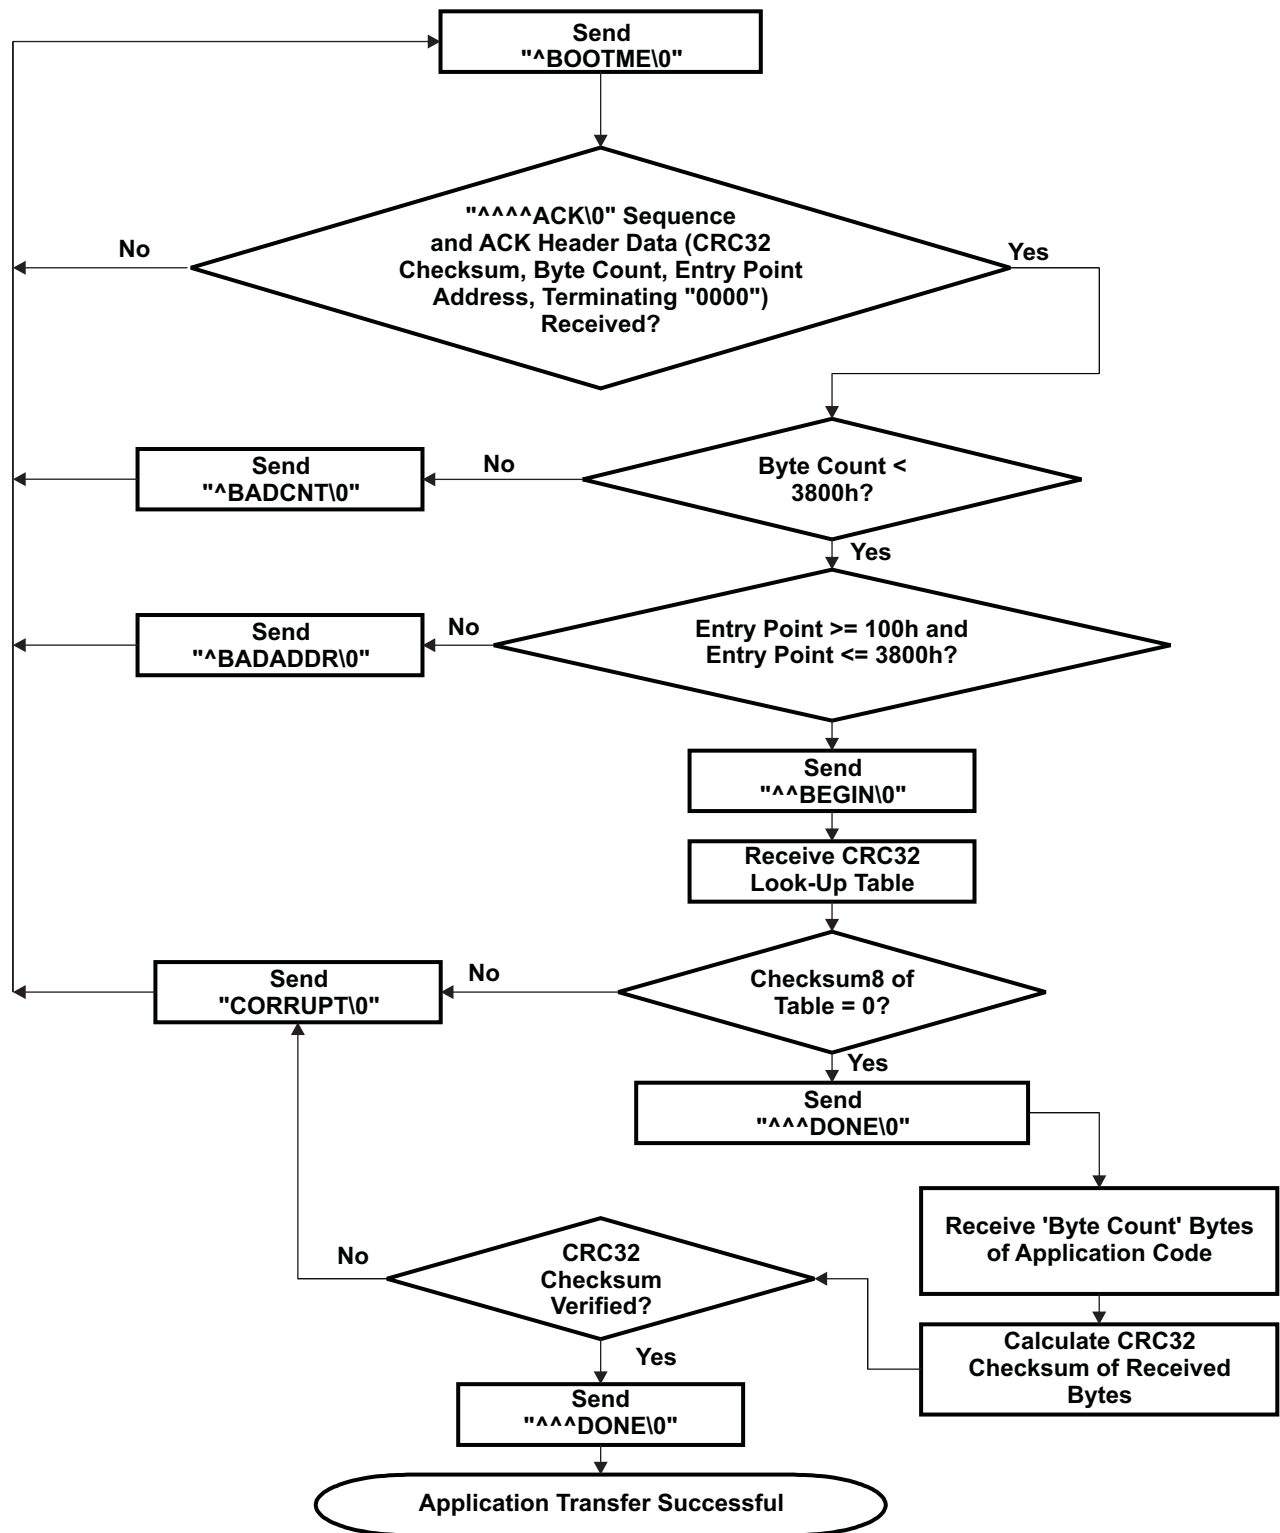 Send
"^BOOTME\0"
"^^^^ACK\0" Sequence
and ACK Header Data (CRC32
Checksum, Byte Count, Entry Point
Address, Terminating "0000")
Received?
No
Yes
Byte Count <
3800h?
No
Send
"^BADCNT\0"
Yes
Entry Point >= 100h and
Entry Point <= 3800h?
No
Send
"^BADADDR\0"
Send
"^^BEGIN\0"
Receive CRC32
Look-Up Table
Checksum8 of
Table = 0?
No
Send
"CORRUPT\0"
Yes
Send
"^^^DONE\0"
Receive 'Byte Count' Bytes
of Application Code
Calculate CRC32
Checksum of Received
Bytes
CRC32
Checksum
Verified?
No
Yes
Send
"^^^DONE\0"
Application Transfer Successful